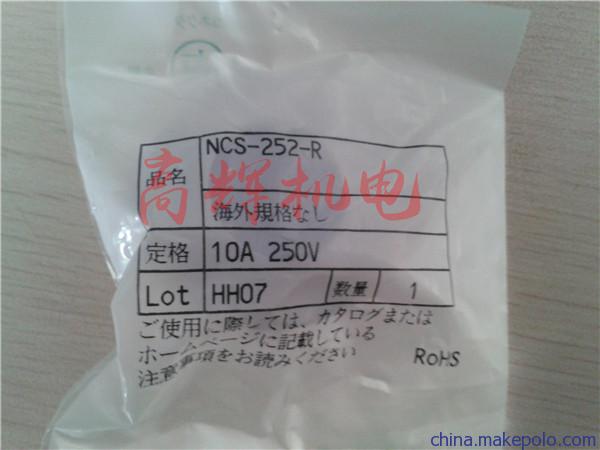 NCS-252-R
品名
海外規格なし
定格 10A 250V
Lot HH07 数量 1
ご使用に際しては、カタログまたは
ホームページに記載している
注意事項をお読みください
RoHS
高辉机电
china.makepolo.com